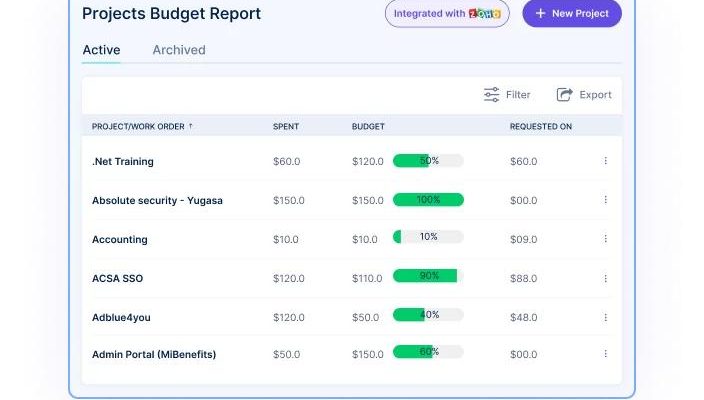 Projects Budget Report
Integrated with ZOHO
+ New Project
Active Archived
Filter Export
PROJECT/WORK ORDER ↑ SPENT BUDGET REQUESTED ON
.Net Training $60.0 $120.0 50% $60.0
Absolute security - Yugasa $150.0 $150.0 100% $00.0
Accounting $10.0 $10.0 10% $09.0
ACSA SSO $120.0 $110.0 90% $88.0
Adblue4you $120.0 $50.0 40% $48.0
Admin Portal (MiBenefits) $50.0 $150.0 60% $00.0